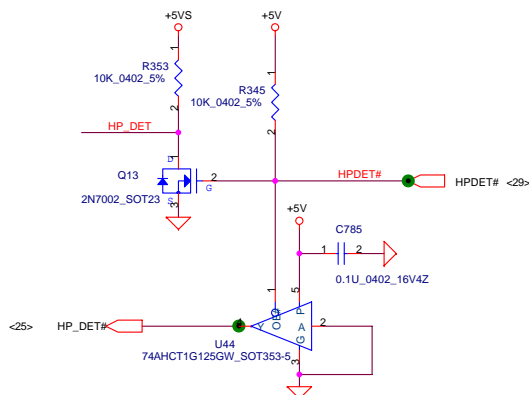 +5VS
+5V
1
1
R353
10K_0402_5%
R345
10K_0402_5%
2
2
HP_DET
D
1
Q13
2
G
HPDET#
HPDET# <29>
2N7002_SOT23
S
3
+5V
C785
1
2
0.1U_0402_16V4Z
1
5
OE#
P
<25>
HP_DET#
4
Y
A
2
G
U44
3
74AHCT1G125GW_SOT353-5